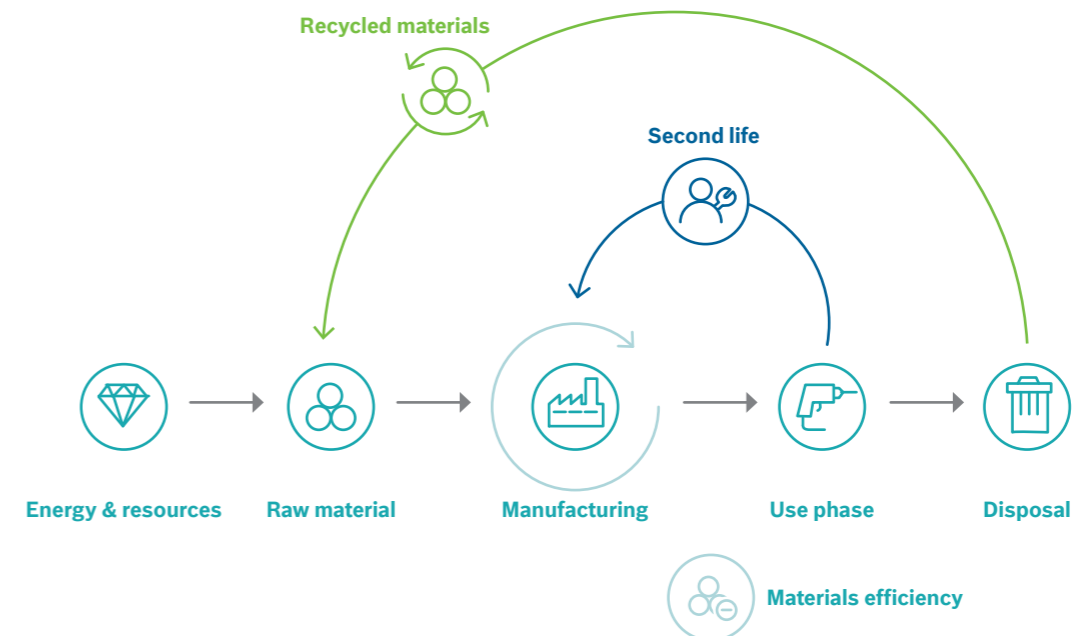 Recycled materials
Second life
Energy & resources
Raw material
Manufacturing
Use phase
Disposal
Materials efficiency